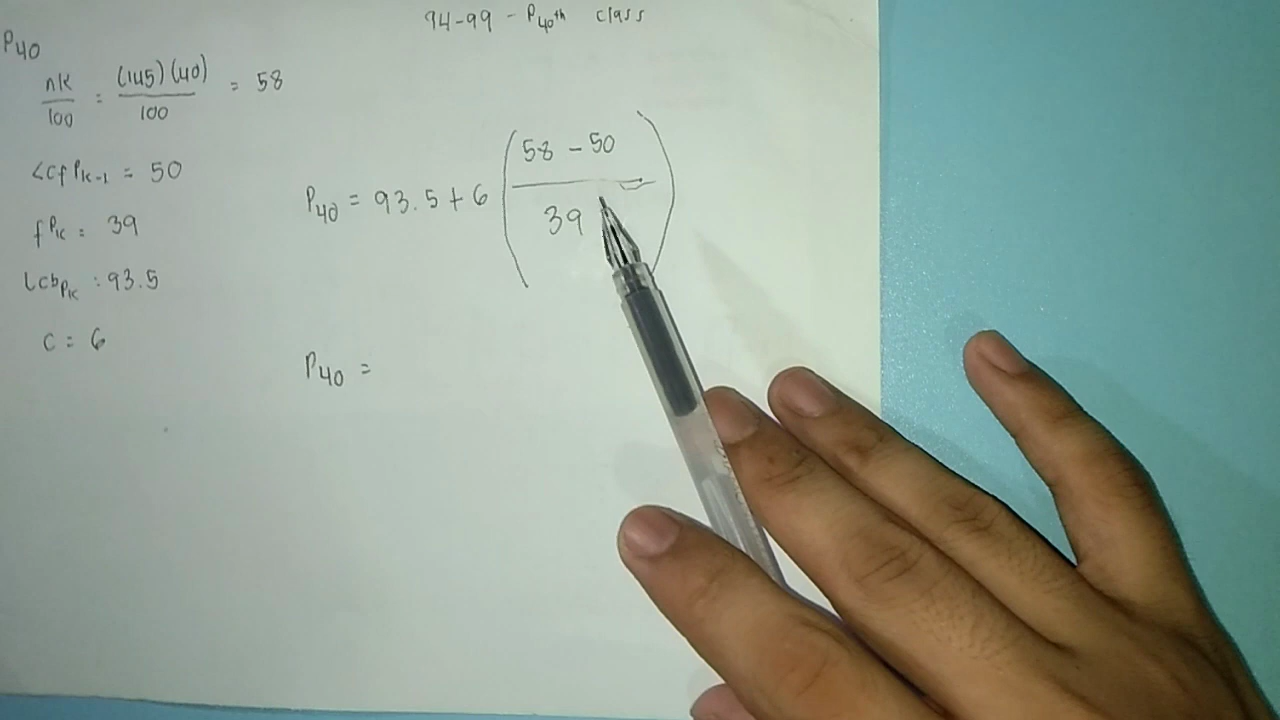 94-99 - P40th class
P40
nk/100 = (145)(40)/100 = 58
<cfPk-1 = 50
fPk = 39
LcbPk : 93.5
c = 6
P40 = 93.5 + 6 (58 - 50 / 39)
P40 =